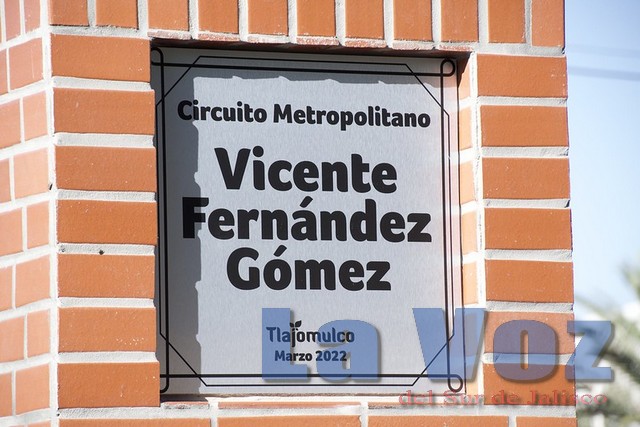 Circuito Metropolitano
Vicente
Fernández
Gómez
Tlajomulco
Marzo 2022
La Voz
del Sur de Jalisco